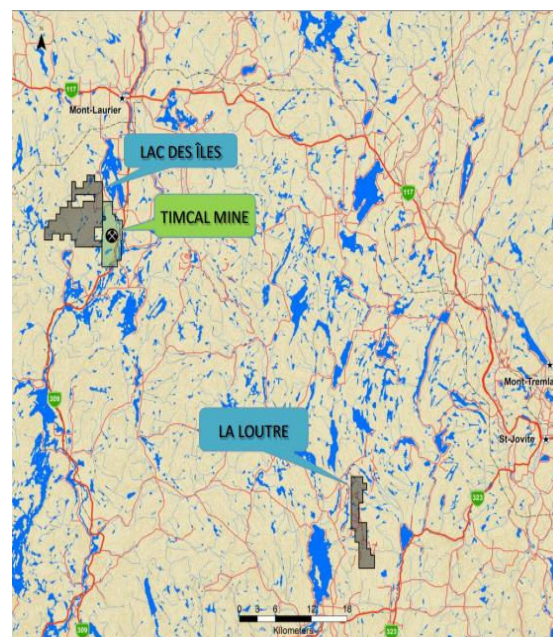 117
Mont-Laurier
LAC DES ÎLES
TIMCAL MINE
117
309
Mont-Trembla
LA LOUTRE
St-Jovite
323
0 3 6 12 18
Kilometers
309
323